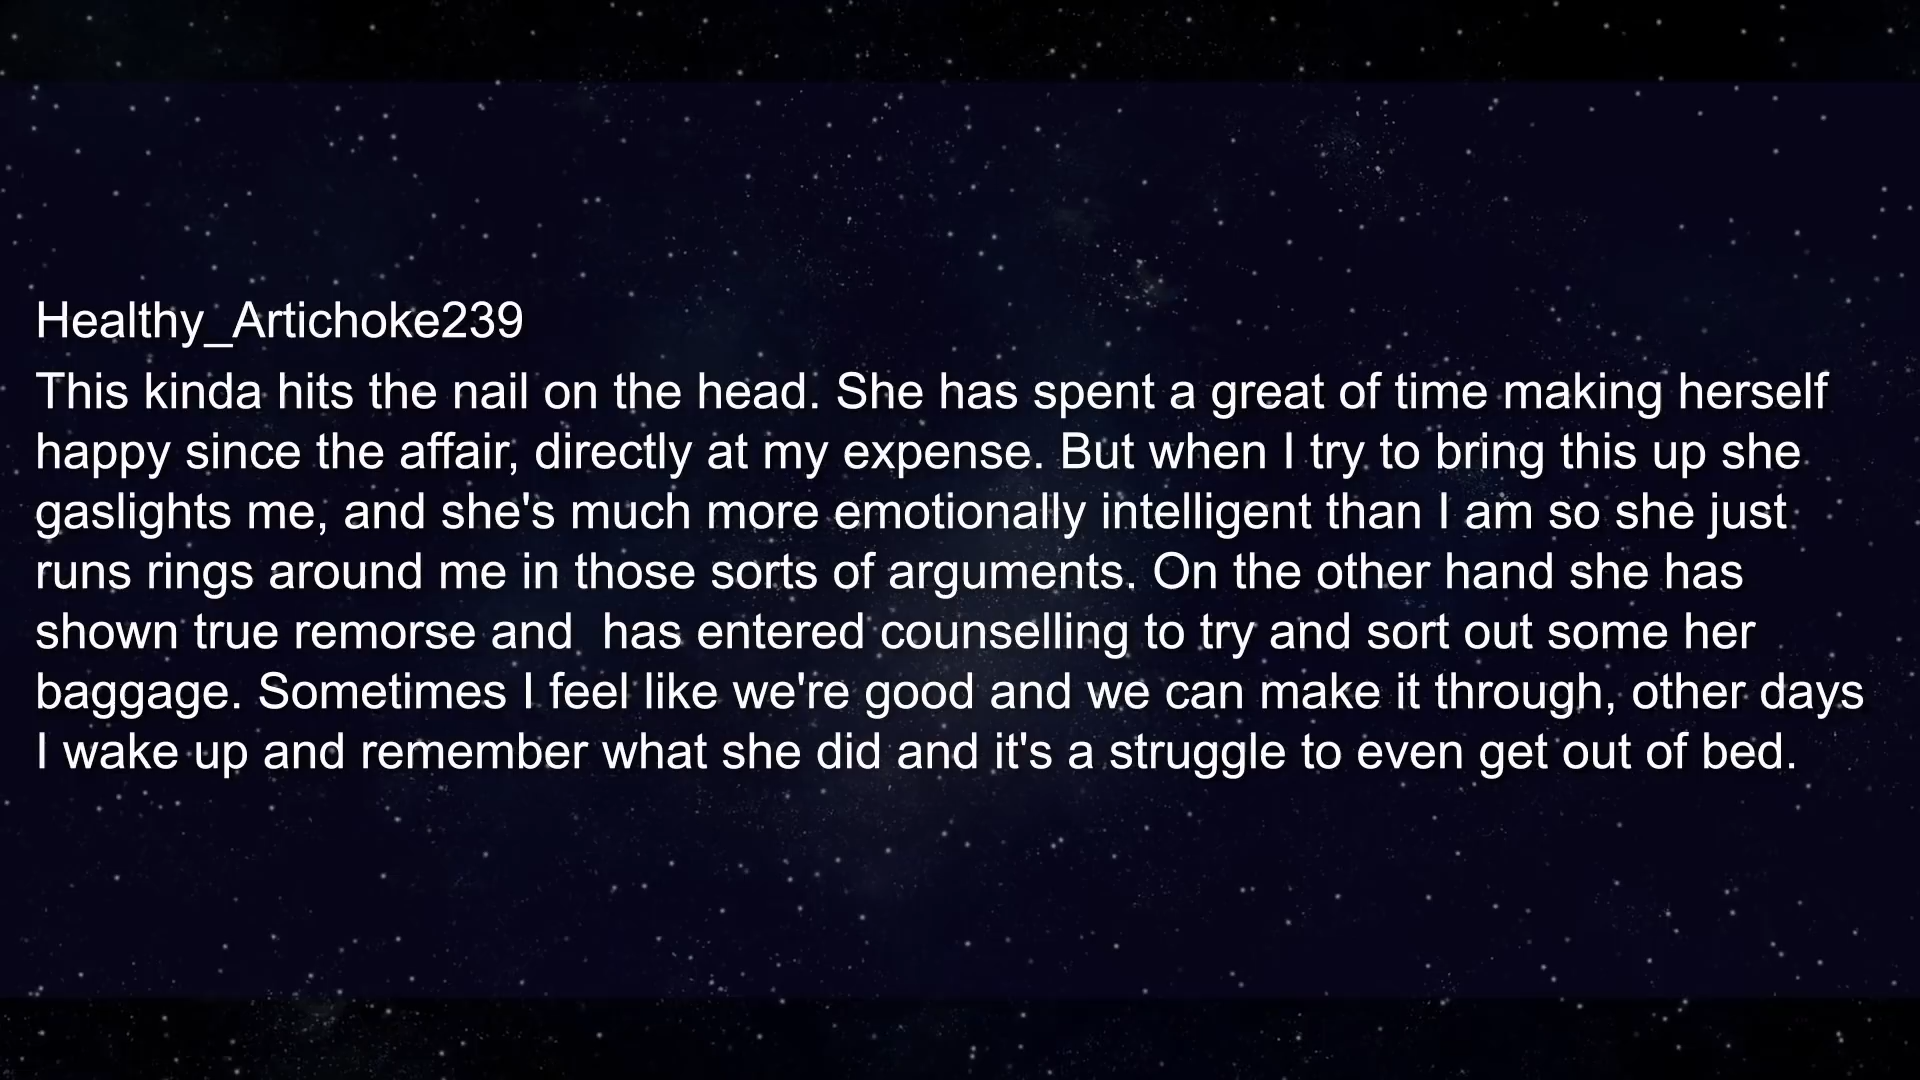 Healthy_Artichoke239
This kinda hits the nail on the head. She has spent a great of time making herself
happy since the affair, directly at my expense. But when I try to bring this up she
gaslights me, and she's much more emotionally intelligent than I am so she just
runs rings around me in those sorts of arguments. On the other hand she has
shown true remorse and  has entered counselling to try and sort out some her
baggage. Sometimes I feel like we're good and we can make it through, other days
I wake up and remember what she did and it's a struggle to even get out of bed.